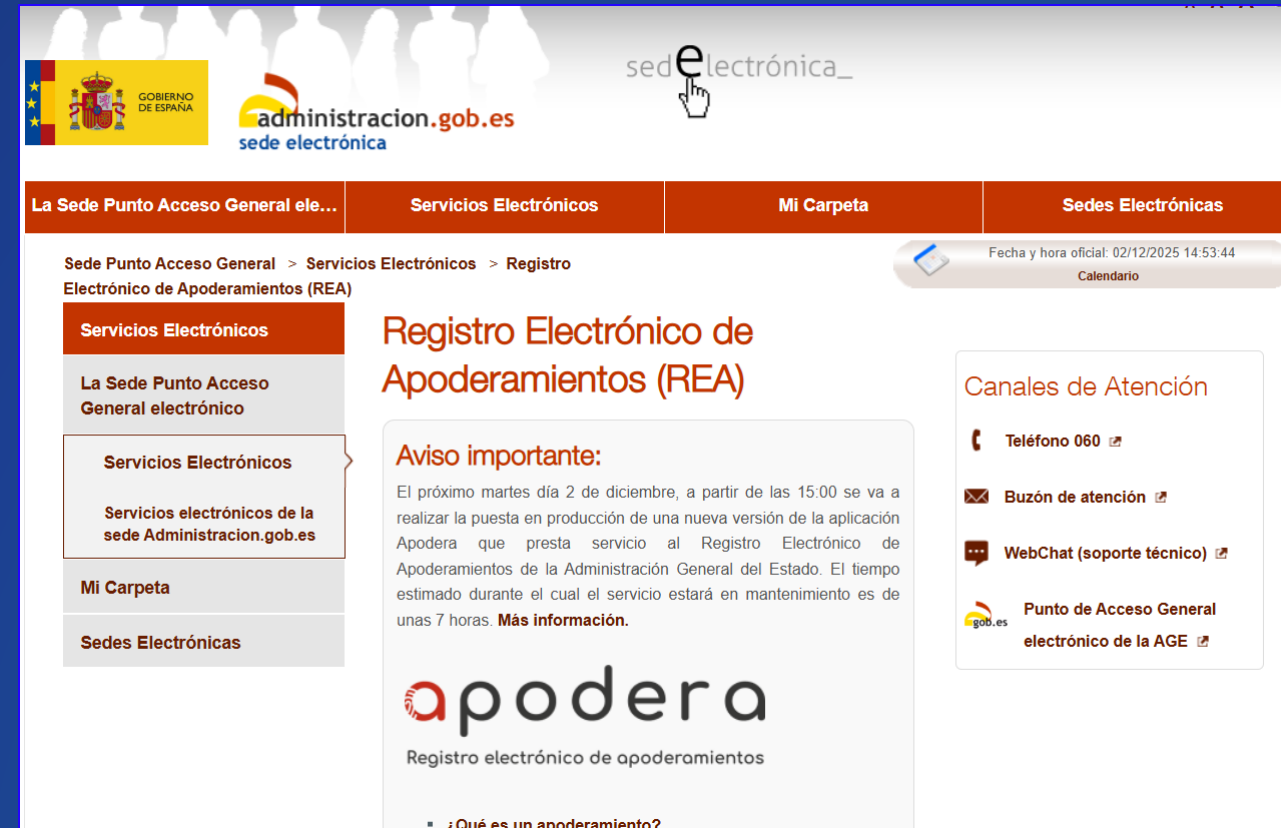 GOBIERNO
DE ESPAÑA
administracion.gob.es
sede electrónica
sedelectrónica_
La Sede Punto Acceso General ele...
Servicios Electrónicos
Mi Carpeta
Sedes Electrónicas
Sede Punto Acceso General > Servicios Electrónicos > Registro
Electrónico de Apoderamientos (REA)
Fecha y hora oficial: 02/12/2025 14:53:44
Calendario
Servicios Electrónicos
La Sede Punto Acceso
General electrónico
Servicios Electrónicos
Servicios electrónicos de la
sede Administracion.gob.es
Mi Carpeta
Sedes Electrónicas
Registro Electrónico de
Apoderamientos (REA)
Aviso importante:
El próximo martes día 2 de diciembre, a partir de las 15:00 se va a
realizar la puesta en producción de una nueva versión de la aplicación
Apodera que presta servicio al Registro Electrónico de
Apoderamientos de la Administración General del Estado. El tiempo
estimado durante el cual el servicio estará en mantenimiento es de
unas 7 horas. Más información.
apodera
Registro electrónico de apoderamientos
¿Qué es un apoderamiento?
Canales de Atención
Teléfono 060
Buzón de atención
WebChat (soporte técnico)
gob.es
Punto de Acceso General
electrónico de la AGE